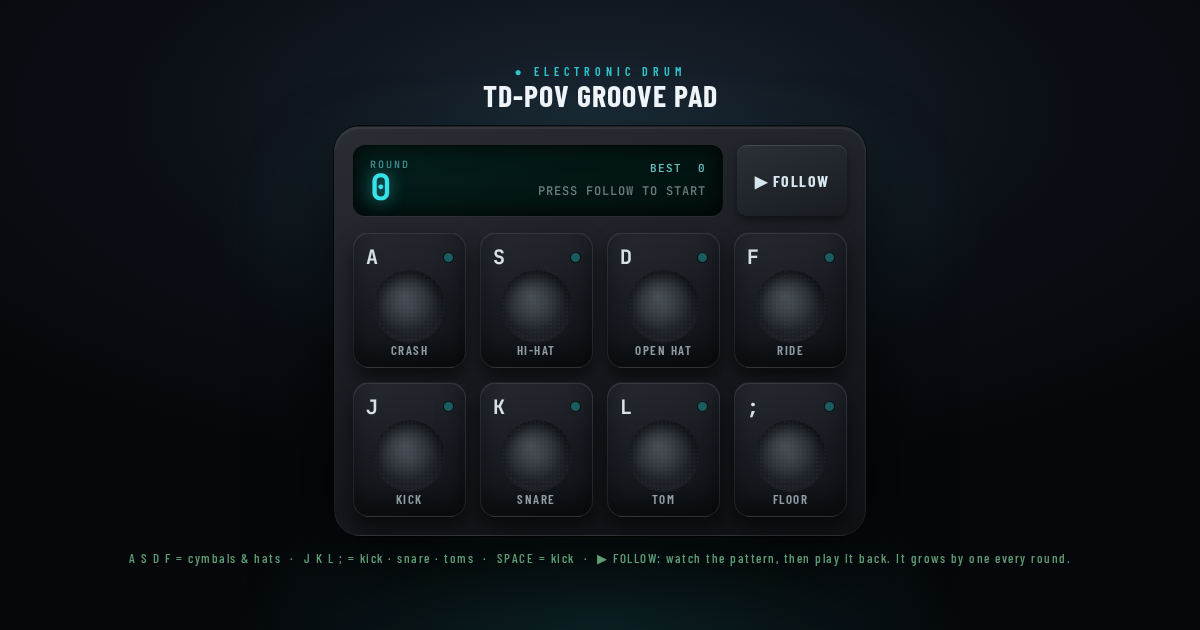 • ELECTRONIC DRUM
TD-POV GROOVE PAD
ROUND
0
BEST 0
PRESS FOLLOW TO START
▶ FOLLOW
A
CRASH
S
HI-HAT
D
OPEN HAT
F
RIDE
J
KICK
K
SNARE
L
TOM
;
FLOOR
A S D F = cymbals & hats · J K L ; = kick · snare · toms · SPACE = kick · ▶ FOLLOW: watch the pattern, then play it back. It grows by one every round.